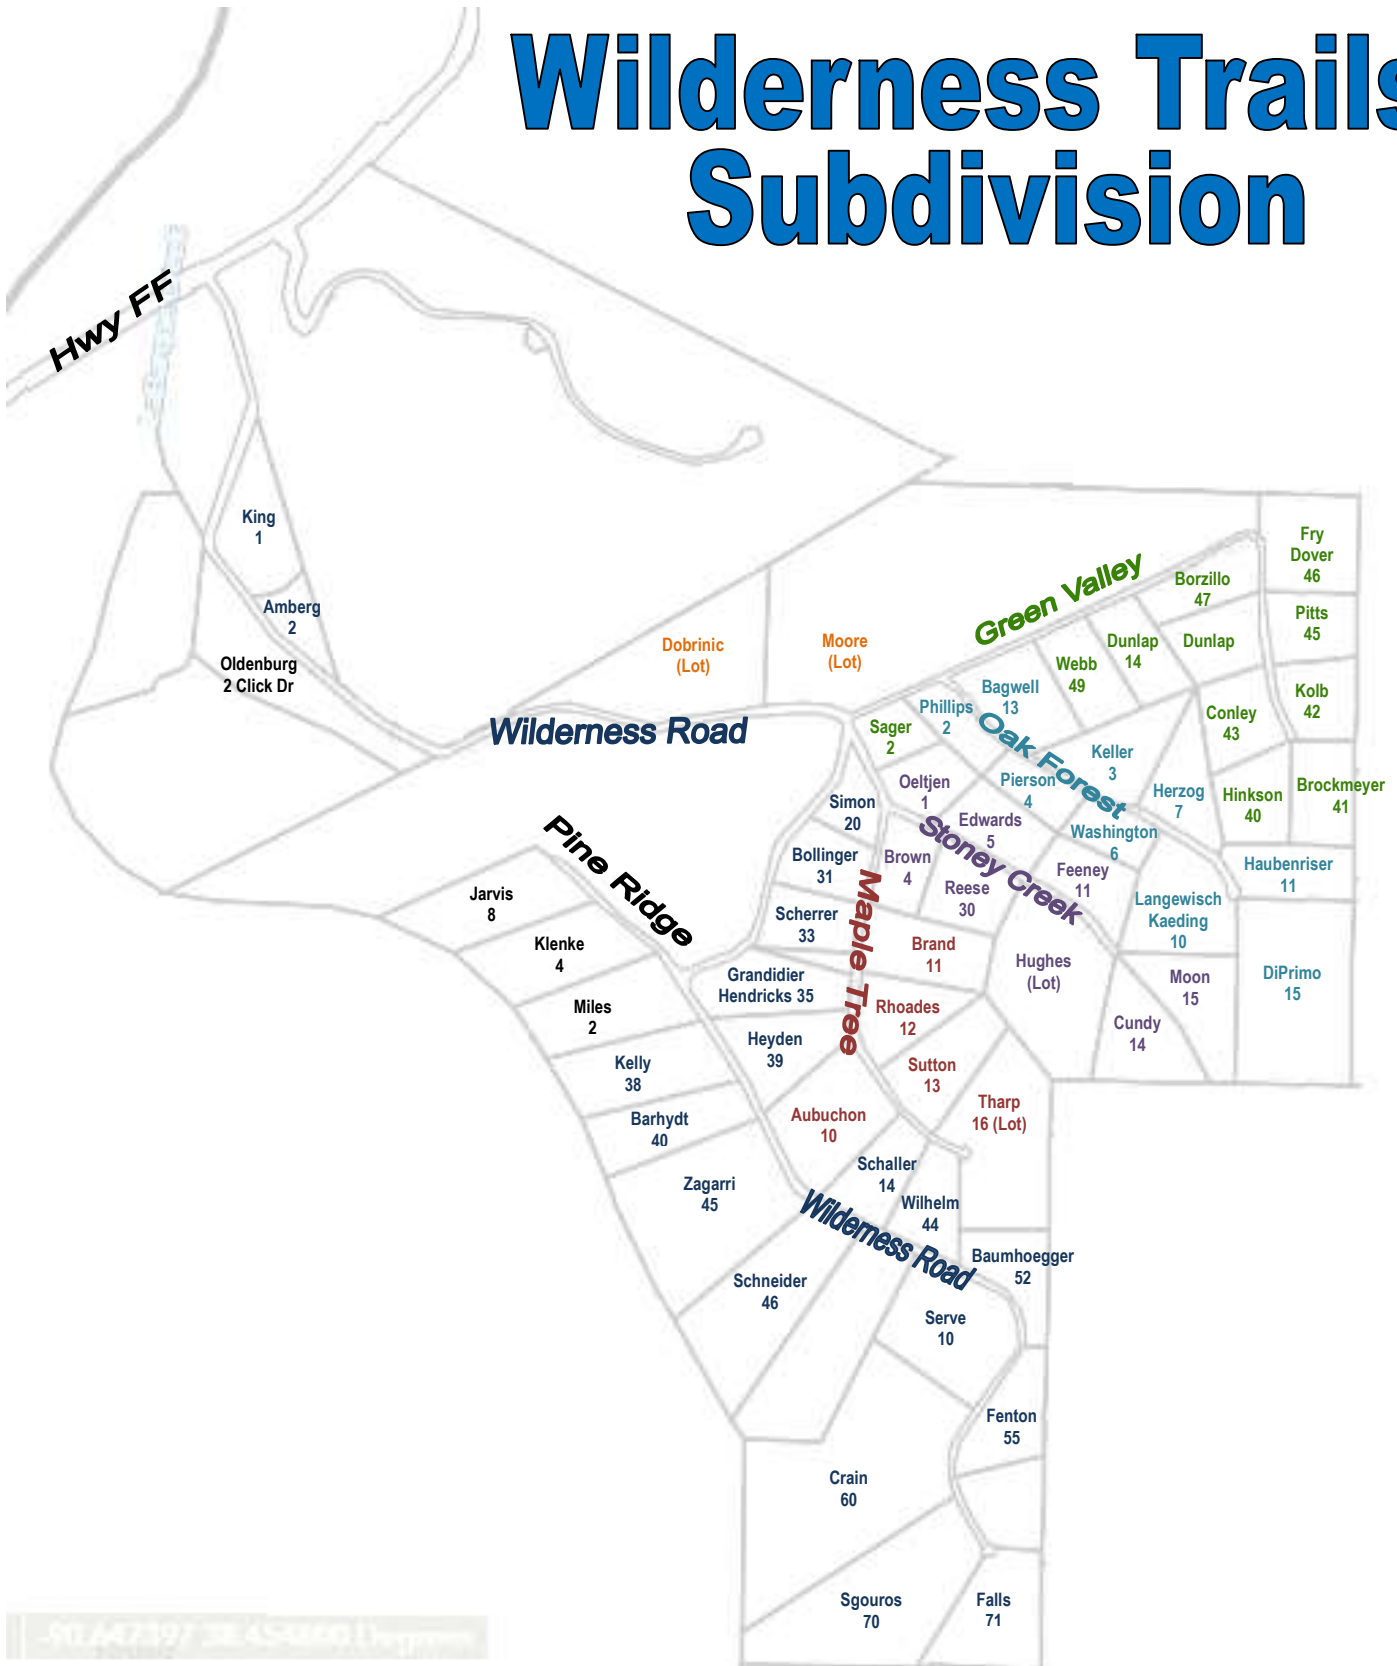 Wilderness Trails
Subdivision
Hwy FF
King
1
Amberg
2
Oldenburg
2 Click Dr
Dobrinic
(Lot)
Moore
(Lot)
Wilderness Road
Green Valley
Fry
Dover
46
Borzillo
47
Pitts
45
Dunlap
14
Dunlap
Webb
49
Kolb
42
Conley
43
Bagwell
13
Phillips
2
Sager
2
Oak Forest
Keller
3
Pierson
4
Herzog
7
Hinkson
40
Brockmeyer
41
Oeltjen
1
Simon
20
Edwards
5
Washington
6
Stoney Creek
Bollinger
31
Brown
4
Reese
30
Feeney
11
Haubenriser
11
Langewisch
Kaeding
10
Pine Ridge
Maple Tree
Jarvis
8
Klenke
4
Miles
2
Scherrer
33
Brand
11
Hughes
(Lot)
Moon
15
DiPrimo
15
Grandidier
Hendricks 35
Rhoades
12
Cundy
14
Heyden
39
Kelly
38
Sutton
13
Barhydt
40
Aubuchon
10
Tharp
16 (Lot)
Zagarri
45
Schaller
14
Wilhelm
44
Wilderness Road
Baumhoegger
52
Schneider
46
Serve
10
Fenton
55
Crain
60
Sgouros
70
Falls
71